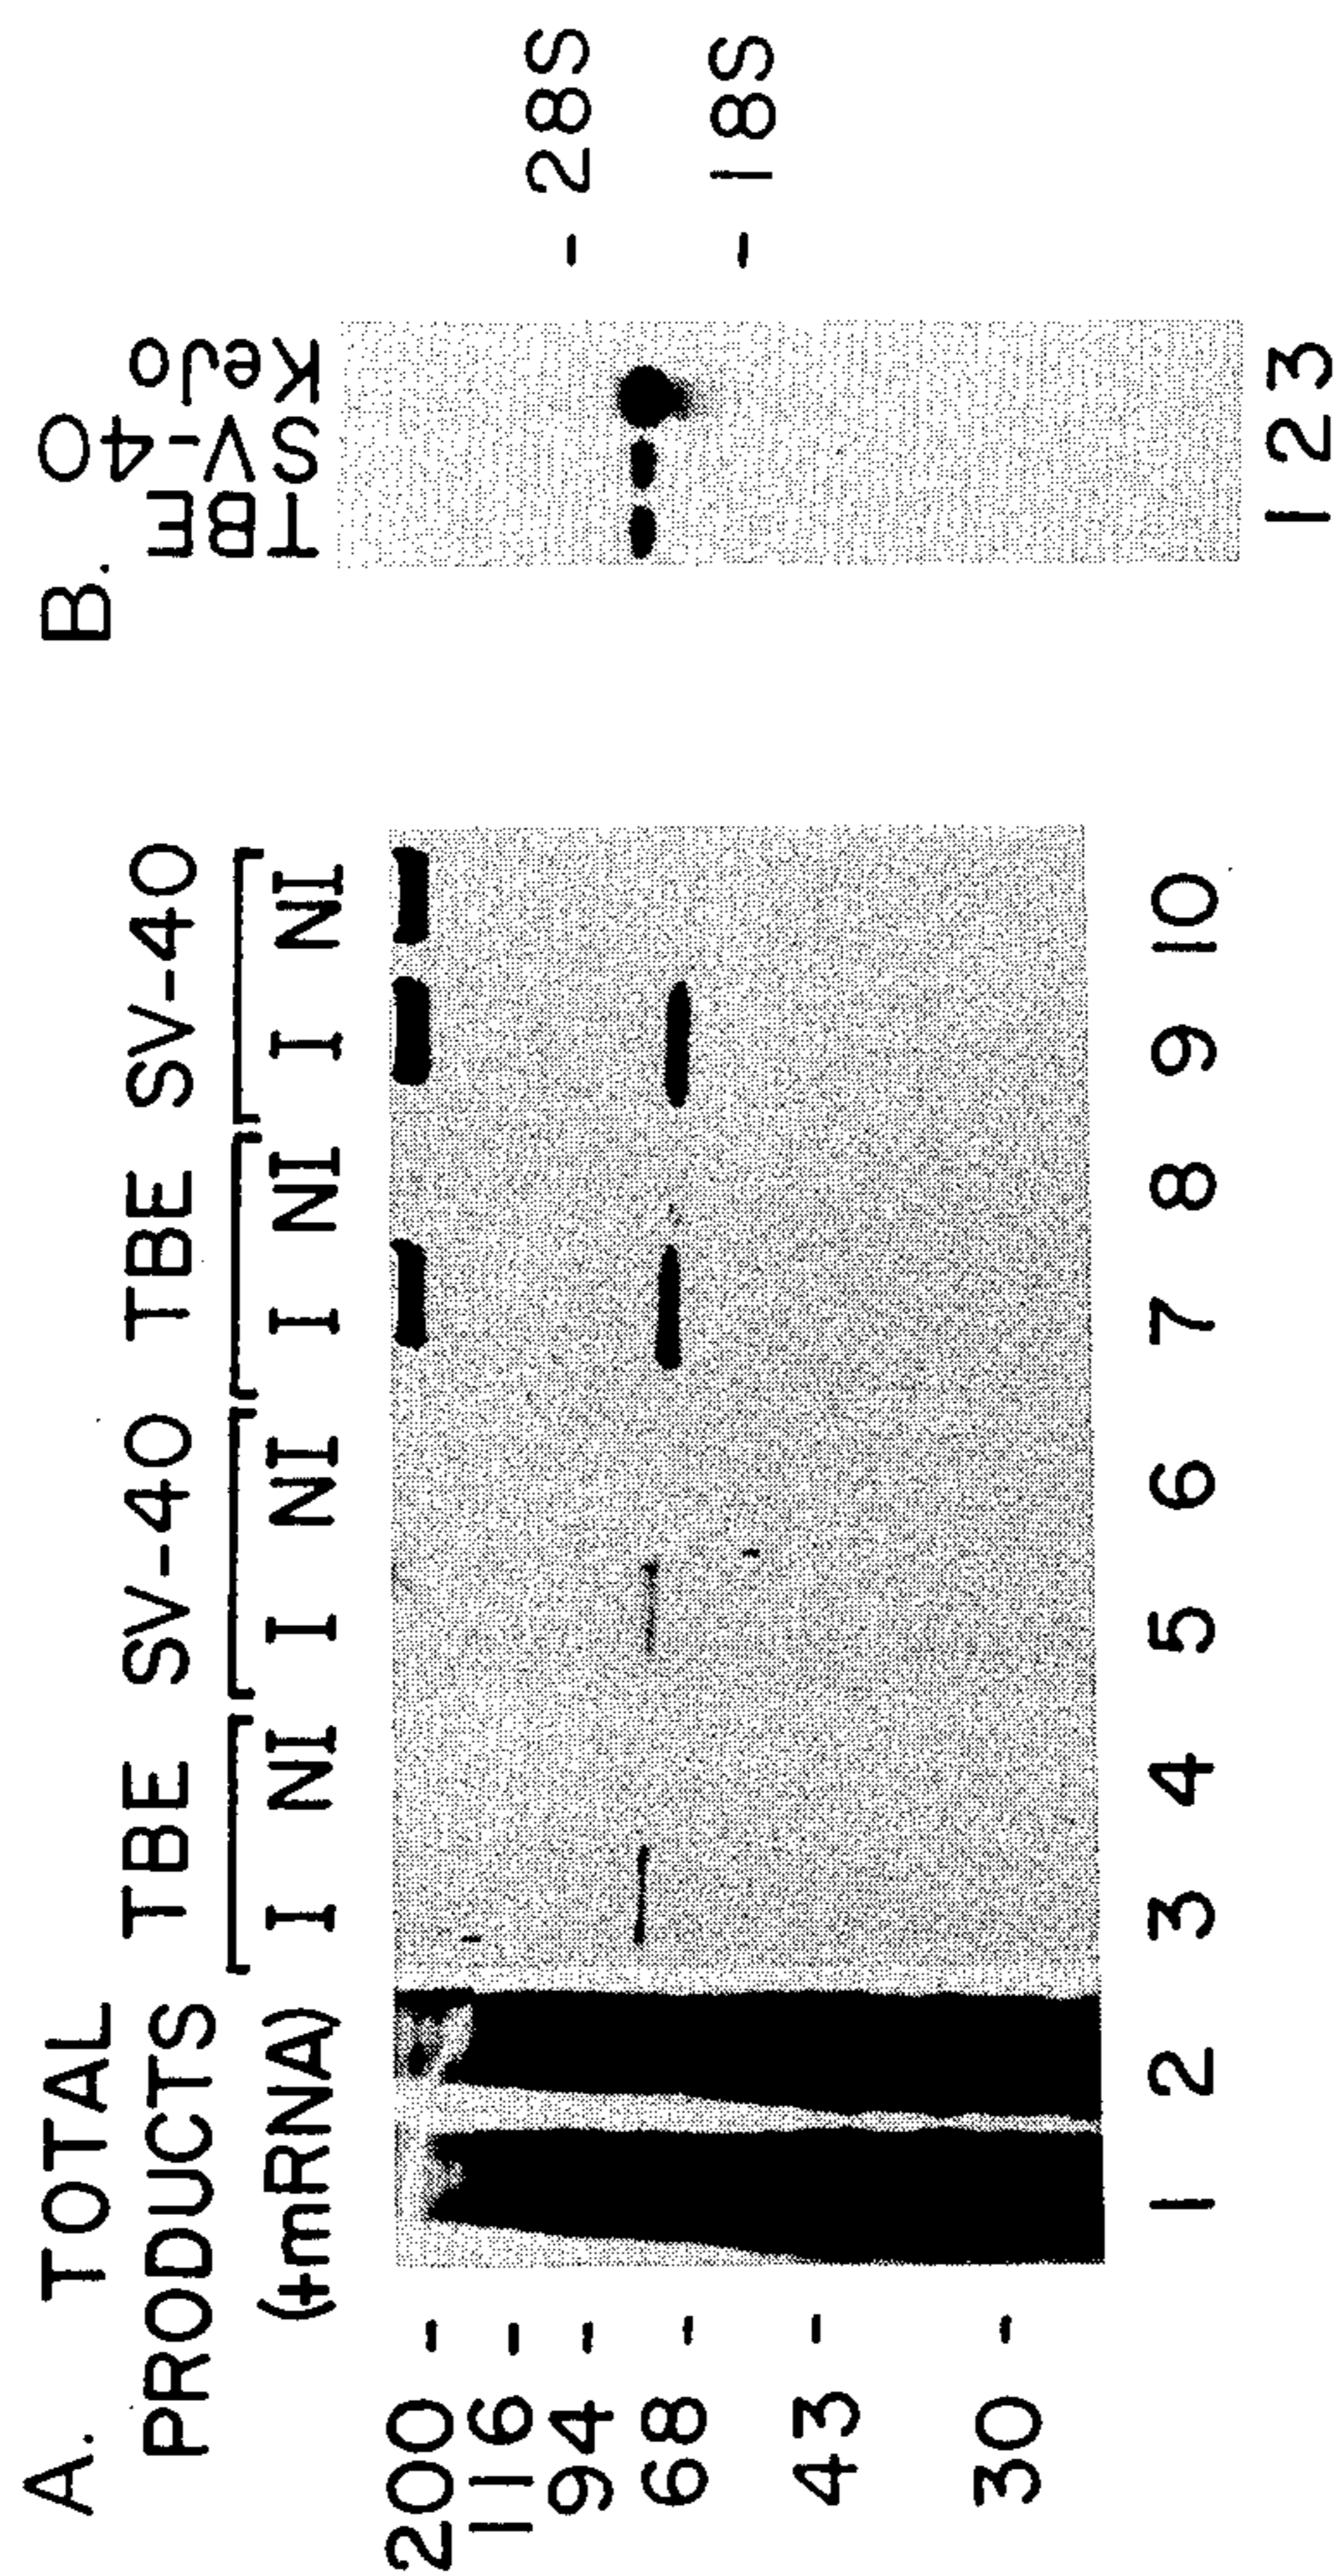 A. TOTAL
PRODUCTS
(+mRNA)
TBE SV-40 TBE SV-40
I NI I NI I NI I NI
200 -
116 -
94 -
68 -
43 -
30 -
1 2 3 4 5 6 7 8 9 10
B.
TBE
SV-40
KeJo
- 28S
- 18S
1 2 3